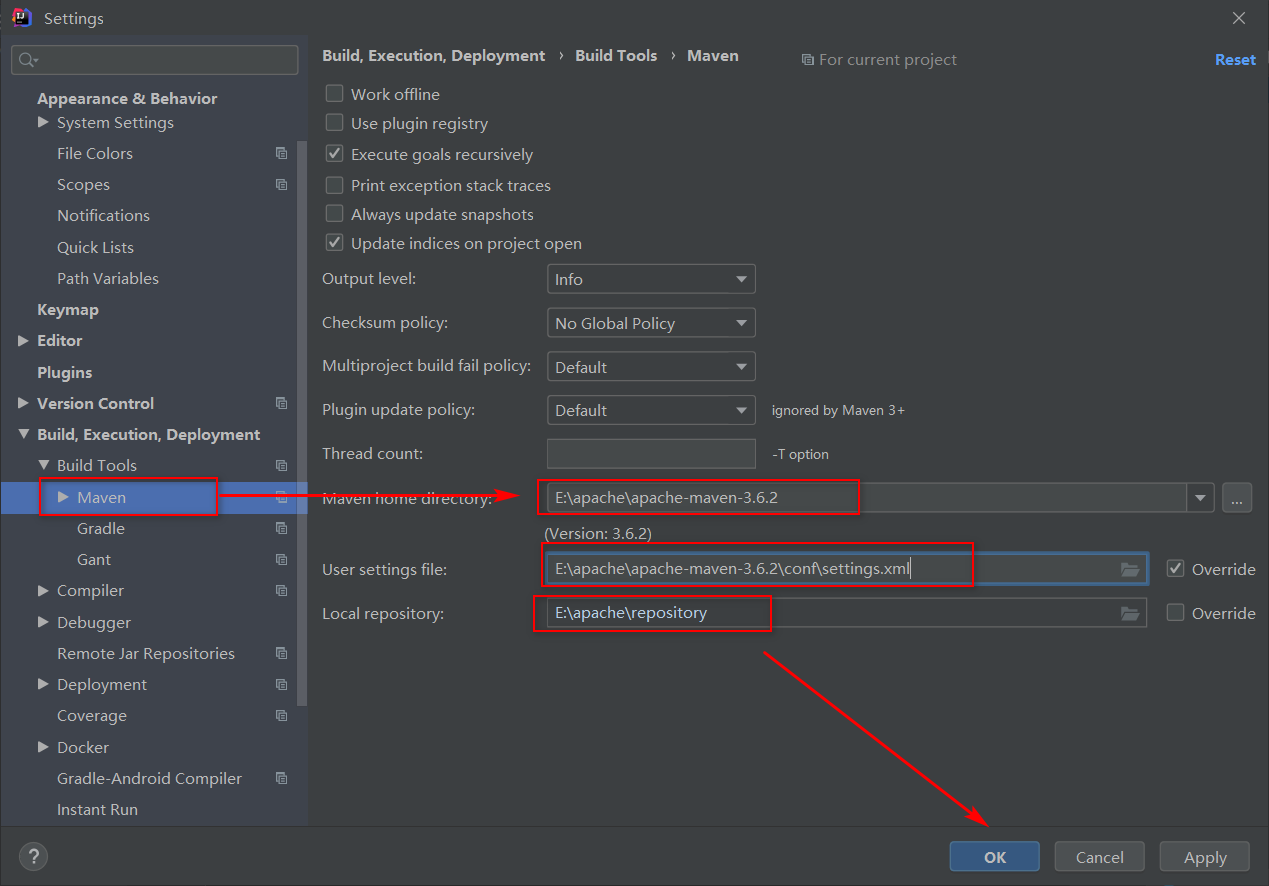 Settings
Appearance & Behavior
System Settings
File Colors
Scopes
Notifications
Quick Lists
Path Variables
Keymap
Editor
Plugins
Version Control
Build, Execution, Deployment
Build Tools
Maven
Gradle
Gant
Compiler
Debugger
Remote Jar Repositories
Deployment
Coverage
Docker
Gradle-Android Compiler
Instant Run
Build, Execution, Deployment › Build Tools › Maven For current project Reset
Work offline
Use plugin registry
Execute goals recursively
Print exception stack traces
Always update snapshots
Update indices on project open
Output level: Info
Checksum policy: No Global Policy
Multiproject build fail policy: Default
Plugin update policy: Default ignored by Maven 3+
Thread count: -T option
Maven home directory: E:\apache\apache-maven-3.6.2 ...
(Version: 3.6.2)
User settings file: E:\apache\apache-maven-3.6.2\conf\settings.xml Override
Local repository: E:\apache\repository Override
? OK Cancel Apply